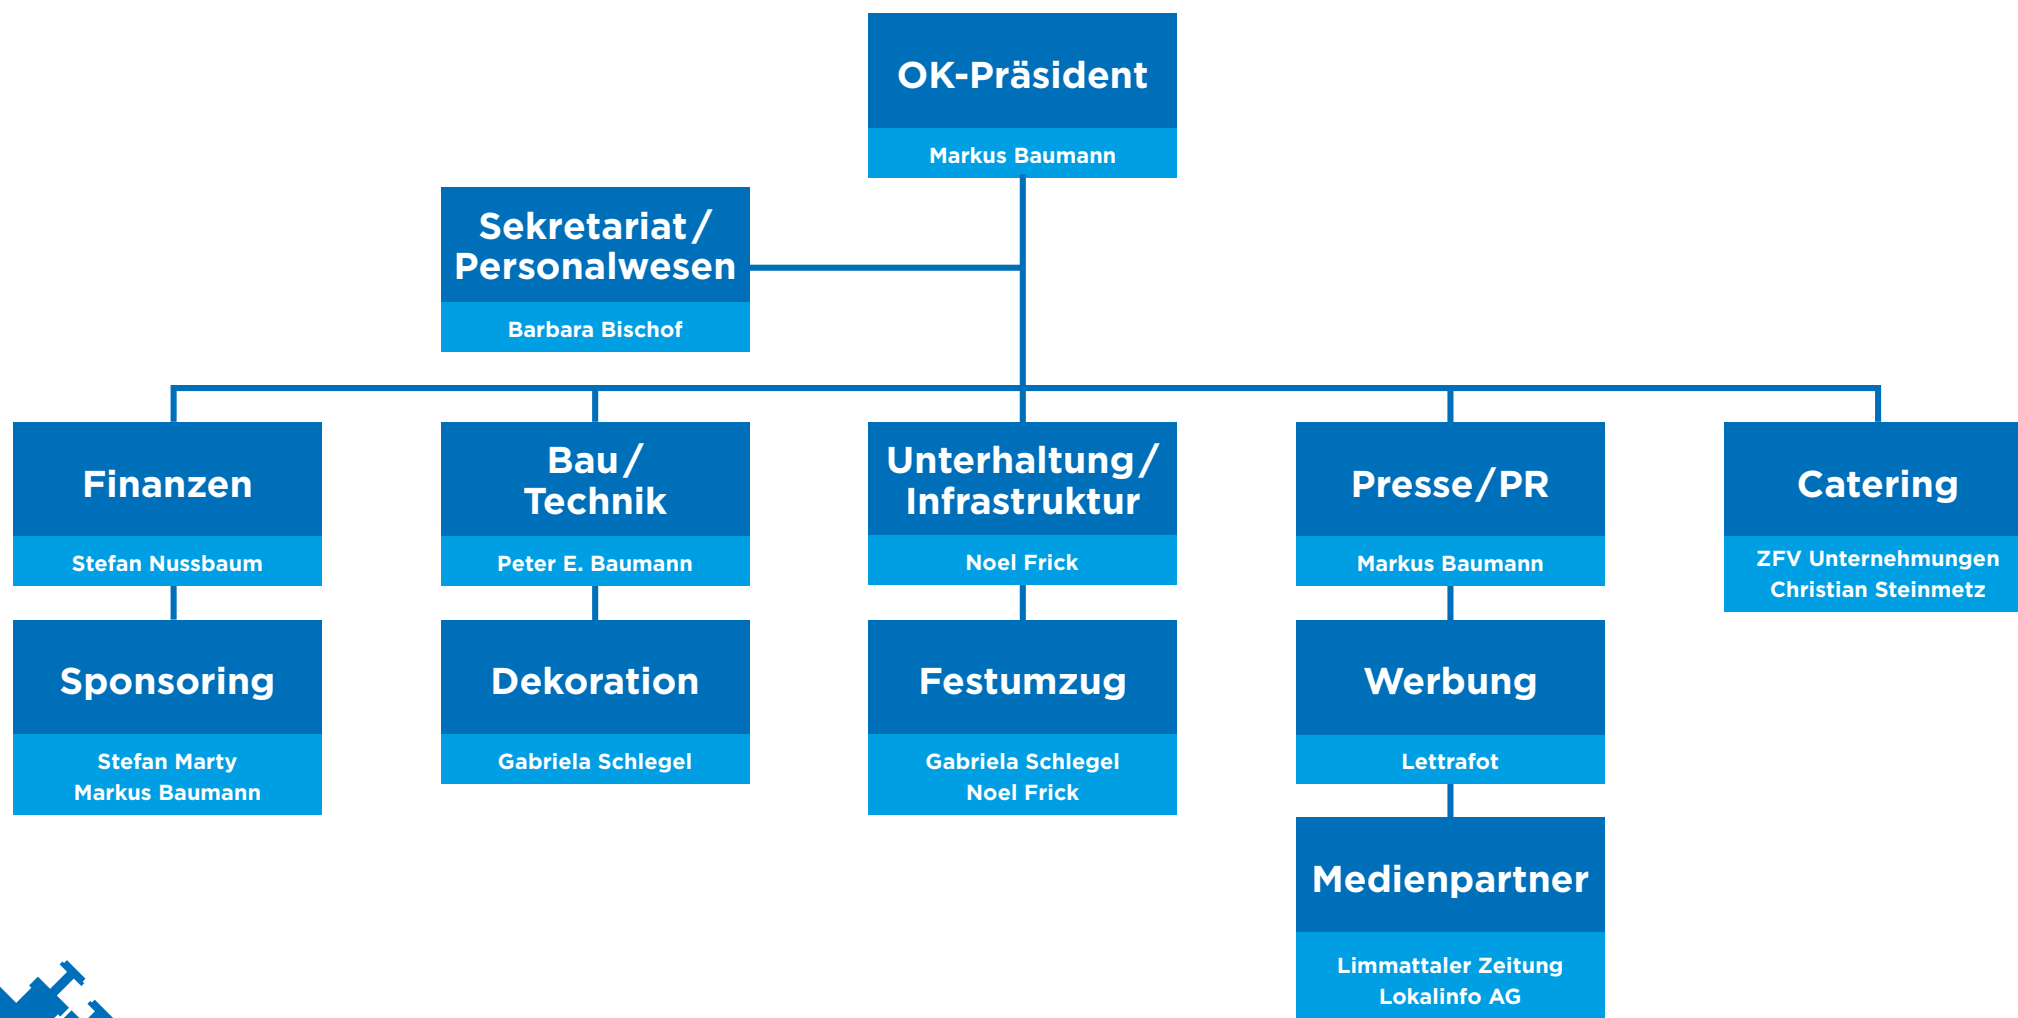 OK-Präsident
Markus Baumann
Sekretariat/
Personalwesen
Barbara Bischof
Finanzen
Stefan Nussbaum
Bau/
Technik
Peter E. Baumann
Unterhaltung/
Infrastruktur
Noel Frick
Presse/PR
Markus Baumann
Catering
ZFV Unternehmungen
Christian Steinmetz
Sponsoring
Stefan Marty
Markus Baumann
Dekoration
Gabriela Schlegel
Festumzug
Gabriela Schlegel
Noel Frick
Werbung
Lettrafot
Medienpartner
Limmattaler Zeitung
Lokalinfo AG